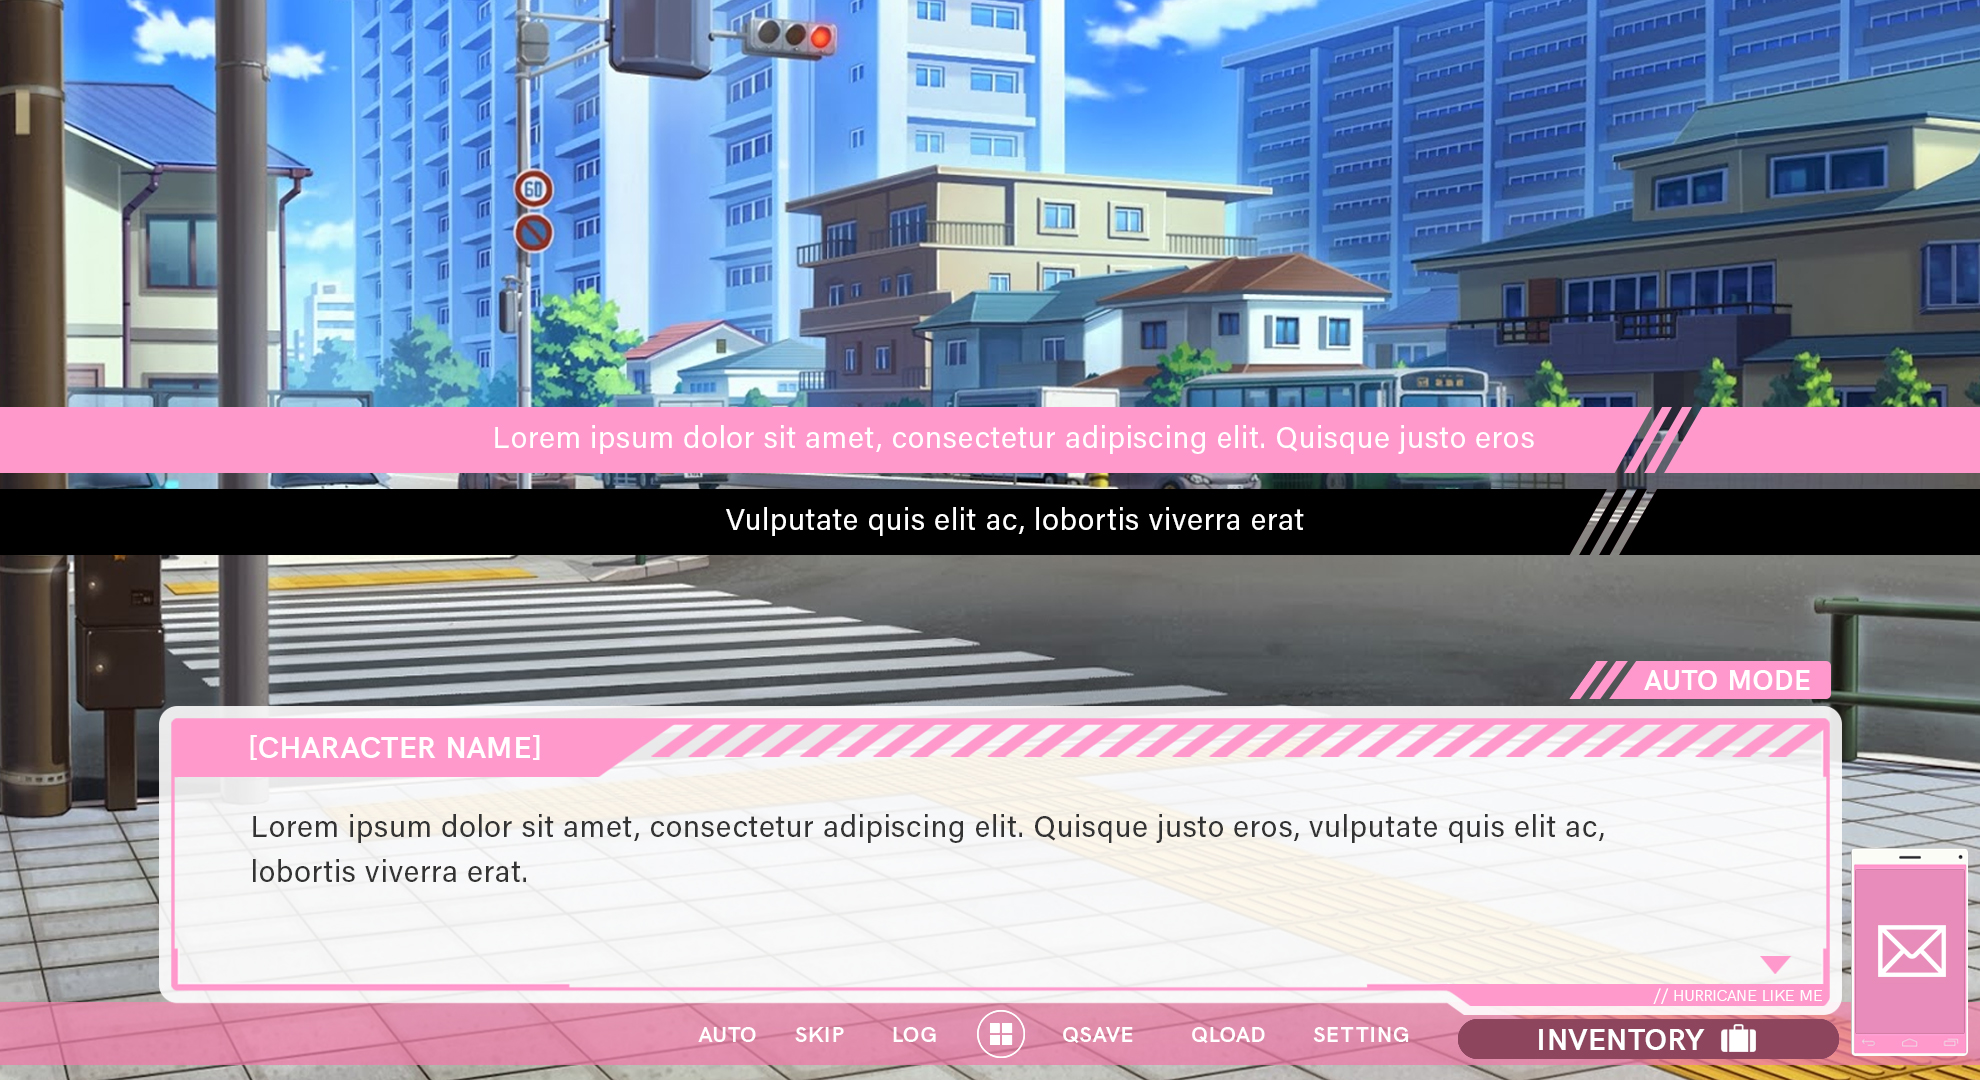 60
Lorem ipsum dolor sit amet, consectetur adipiscing elit. Quisque justo eros
Vulputate quis elit ac, lobortis viverra erat
AUTO MODE
[CHARACTER NAME]
Lorem ipsum dolor sit amet, consectetur adipiscing elit. Quisque justo eros, vulputate quis elit ac,
lobortis viverra erat.
// HURRICANE LIKE ME
AUTO SKIP LOG QSAVE QLOAD SETTING
INVENTORY